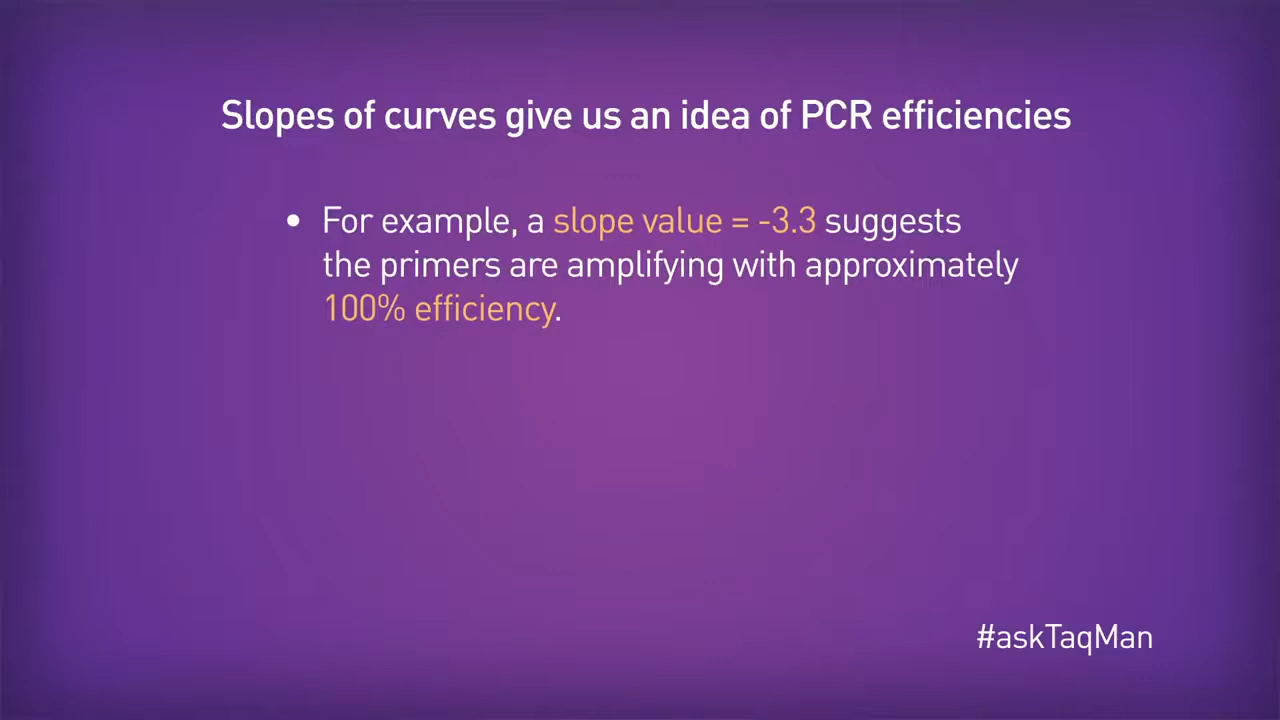 Slopes of curves give us an idea of PCR efficiencies
• For example, a slope value = -3.3 suggests
the primers are amplifying with approximately
100% efficiency.
#askTaqMan